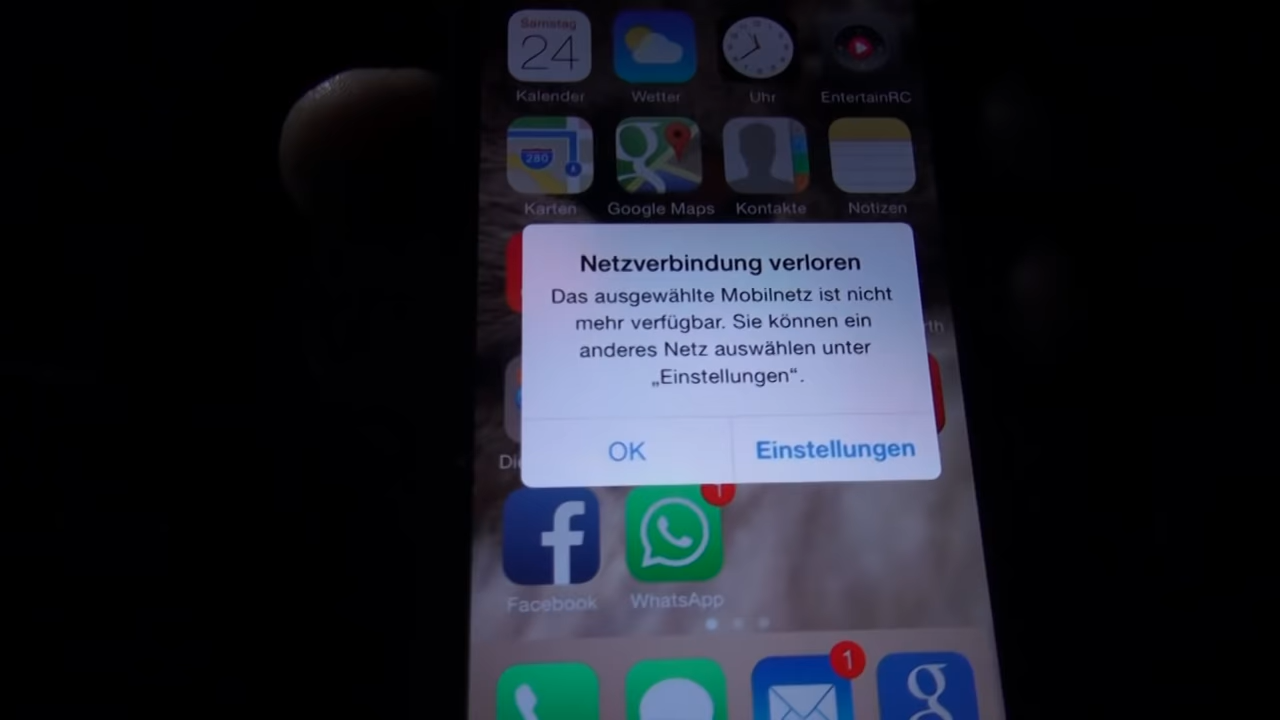 Samstag
24
Kalender
Wetter
Uhr
EntertainRC
280
Karten
Google Maps
Kontakte
Notizen
Netzverbindung verloren
Das ausgewählte Mobilnetz ist nicht
mehr verfügbar. Sie können ein
anderes Netz auswählen unter
„Einstellungen“.
OK
Einstellungen
1
Facebook
WhatsApp
1